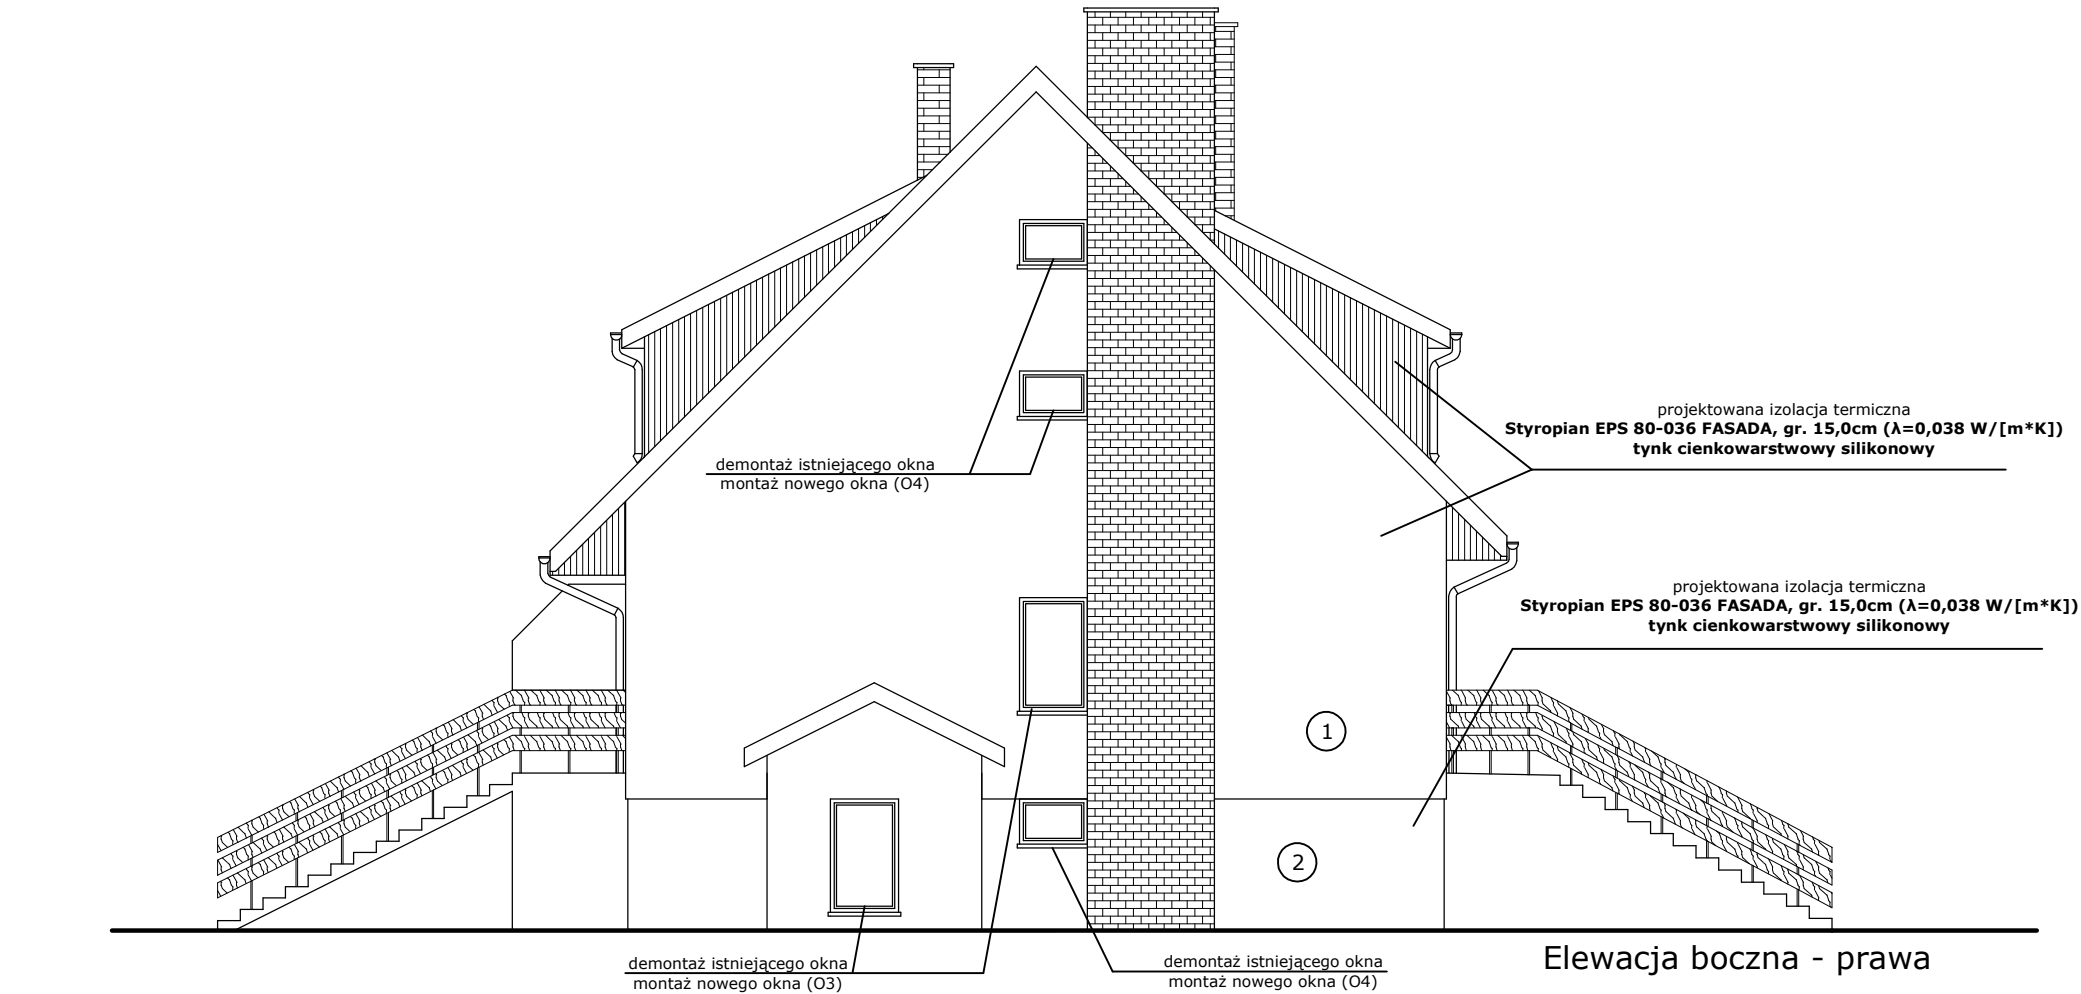 projektowana izolacja termiczna
Styropian EPS 80-036 FASADA, gr. 15,0cm (λ=0,038 W/[m*K])
tynk cienkowarstwowy silikonowy
demontaż istniejącego okna
montaż nowego okna (O4)
projektowana izolacja termiczna
Styropian EPS 80-036 FASADA, gr. 15,0cm (λ=0,038 W/[m*K])
tynk cienkowarstwowy silikonowy
1
2
demontaż istniejącego okna
montaż nowego okna (O3)
demontaż istniejącego okna
montaż nowego okna (O4)
Elewacja boczna - prawa